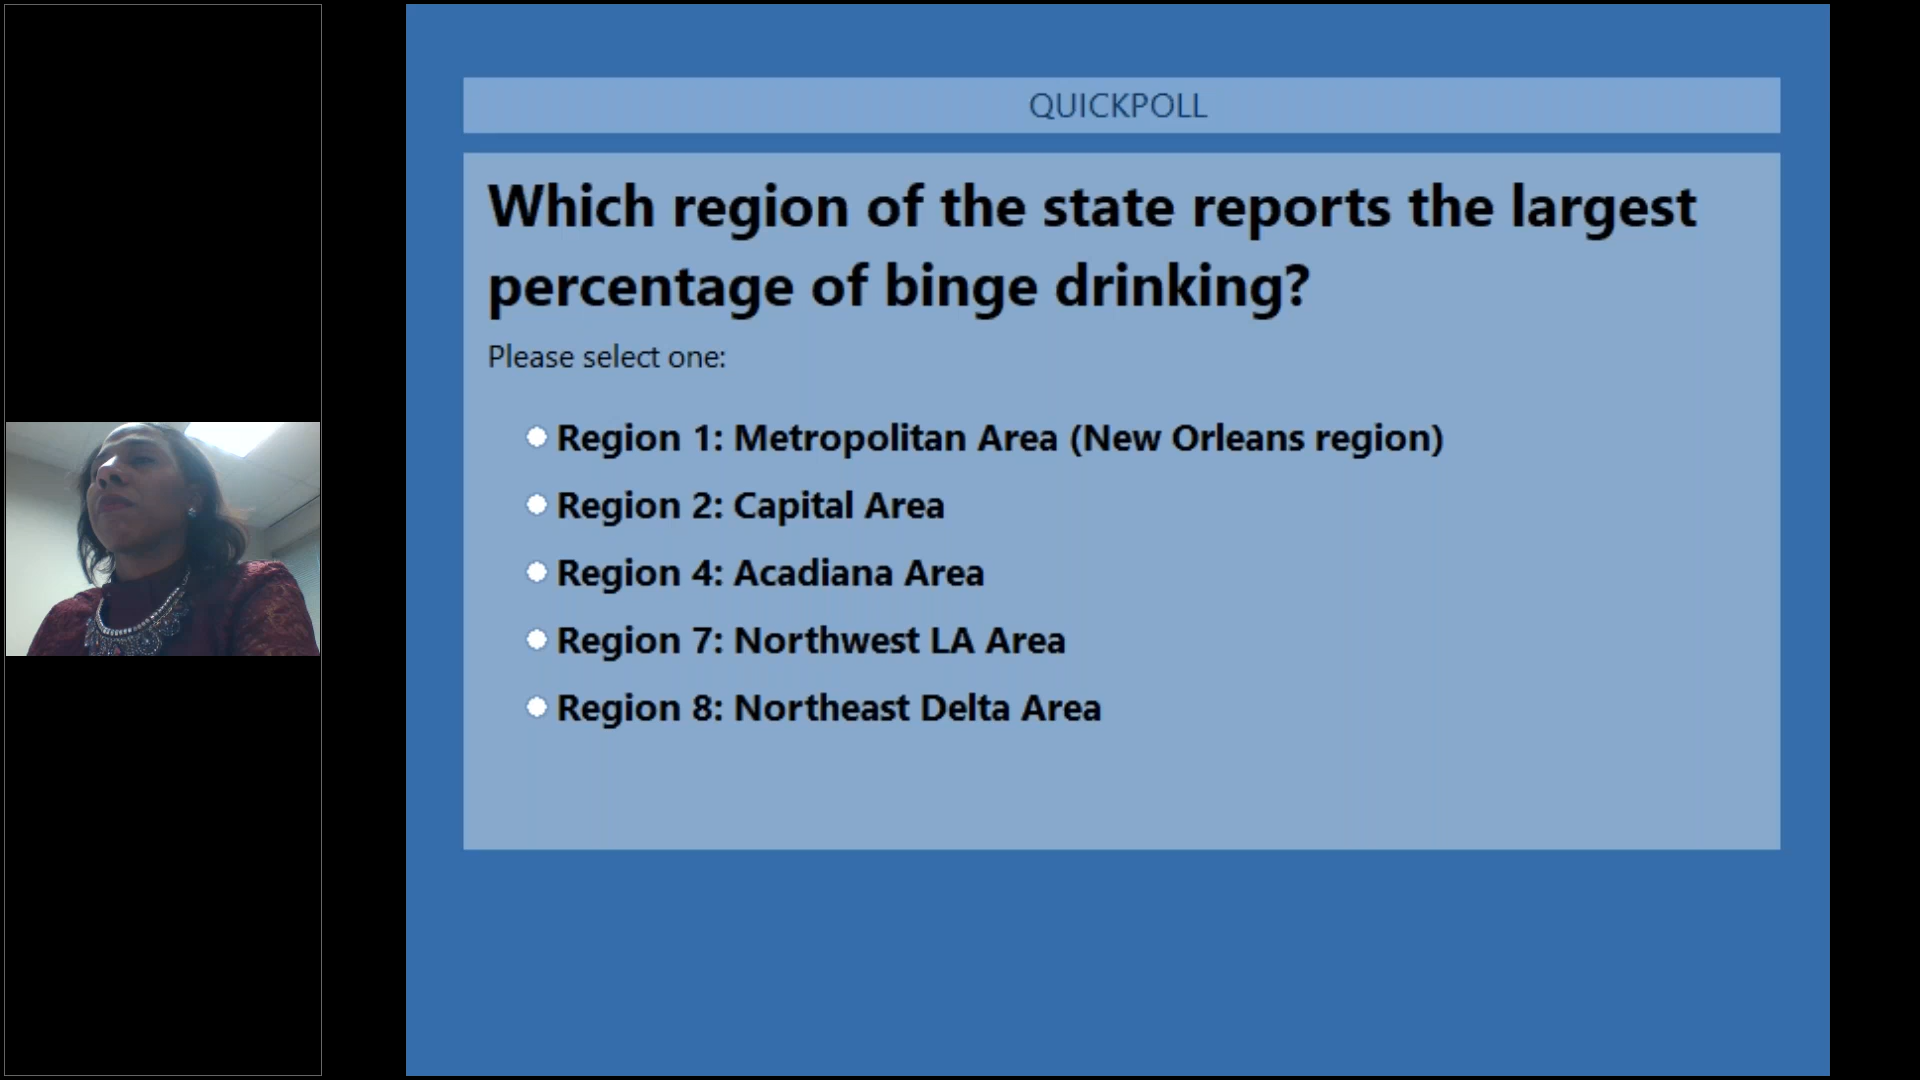 QUICKPOLL
Which region of the state reports the largest
percentage of binge drinking?
Please select one:
Region 1: Metropolitan Area (New Orleans region)
Region 2: Capital Area
Region 4: Acadiana Area
Region 7: Northwest LA Area
Region 8: Northeast Delta Area